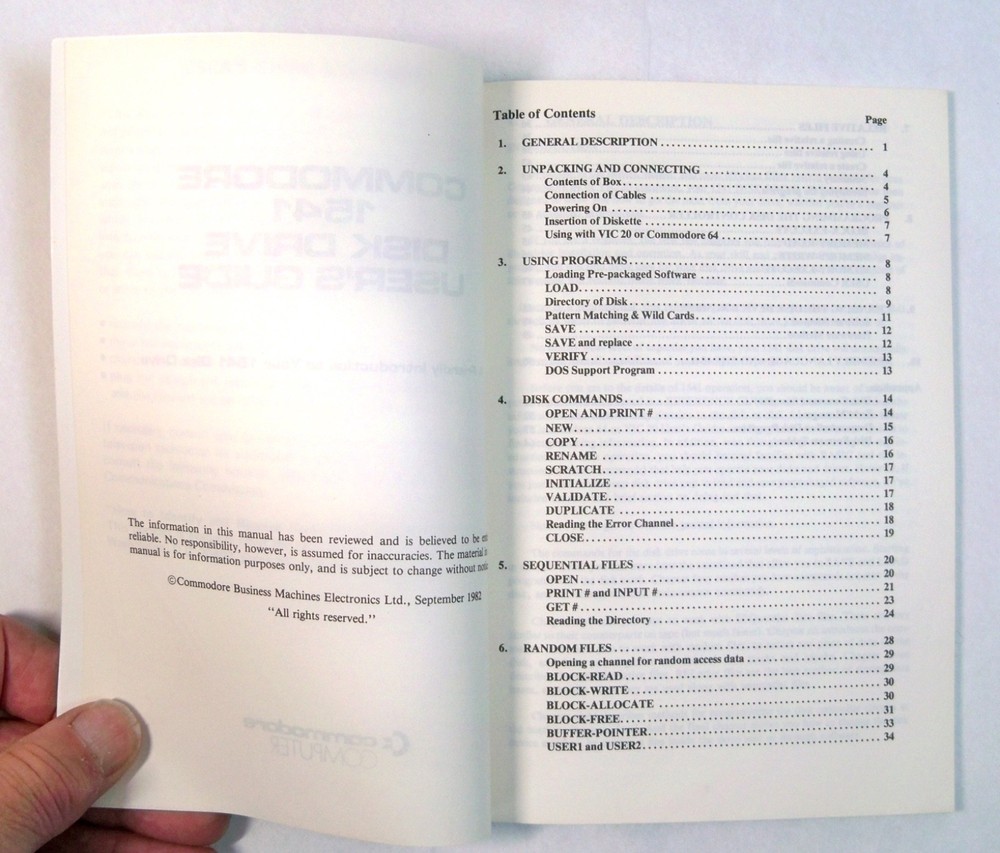 The information in this manual has been reviewed and is believed to be
reliable. No responsibility, however, is assumed for inaccuracies. The material
manual is for information purposes only, and is subject to change without
©Commodore Business Machines Electronics Ltd., September 1982
"All rights reserved."
COMMODORE
1541
DISK DRIVE
USER'S GUIDE
commodore
COMPUTER
Table of Contents
Page
1. GENERAL DESCRIPTION 1
2. UNPACKING AND CONNECTING 4
Contents of Box 4
Connection of Cables 5
Powering On 6
Insertion of Diskette 7
Using with VIC 20 or Commodore 64 7
3. USING PROGRAMS 8
Loading Pre-packaged Software 8
LOAD 8
Directory of Disk 9
Pattern Matching & Wild Cards 11
SAVE 12
SAVE and replace 12
VERIFY 13
DOS Support Program 13
4. DISK COMMANDS 14
OPEN AND PRINT # 14
NEW 15
COPY 16
RENAME 16
SCRATCH 17
INITIALIZE 17
VALIDATE 17
DUPLICATE 18
Reading the Error Channel 18
CLOSE 19
5. SEQUENTIAL FILES 20
OPEN 20
PRINT # and INPUT # 21
GET # 23
Reading the Directory 24
6. RANDOM FILES 28
Opening a channel for random access data 29
BLOCK-READ 29
BLOCK-WRITE 30
BLOCK-ALLOCATE 30
BLOCK-FREE 31
BUFFER-POINTER 33
USER1 and USER2 34